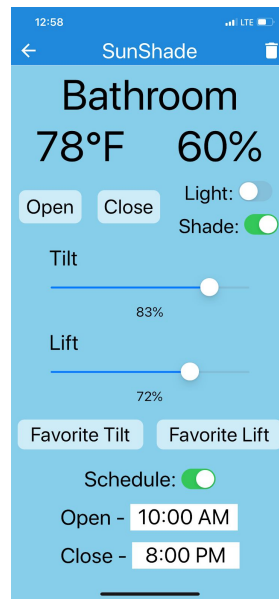 12:58 LTE
SunShade
Bathroom
78°F 60%
Open Close Light:
Shade:
Tilt
83%
Lift
72%
Favorite Tilt Favorite Lift
Schedule:
Open - 10:00 AM
Close - 8:00 PM